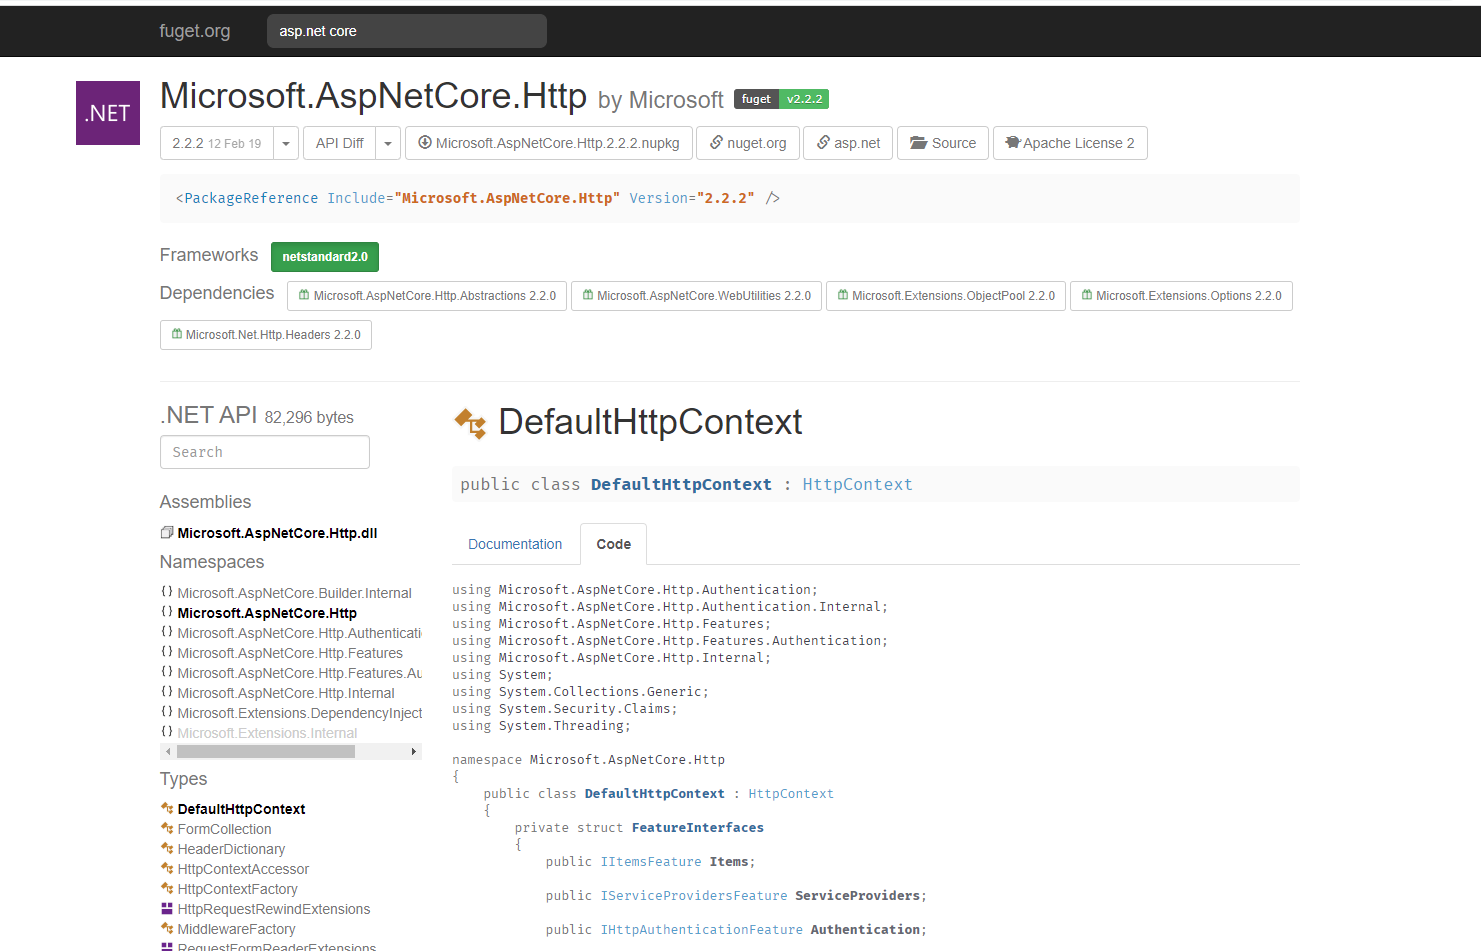 fuget.org asp.net core
.NET
Microsoft.AspNetCore.Http by Microsoft fuget v2.2.2
2.2.2 12 Feb 19 API Diff Microsoft.AspNetCore.Http.2.2.2.nupkg nuget.org asp.net Source Apache License 2
<PackageReference Include="Microsoft.AspNetCore.Http" Version="2.2.2" />
Frameworks netstandard2.0
Dependencies Microsoft.AspNetCore.Http.Abstractions 2.2.0 Microsoft.AspNetCore.WebUtilities 2.2.0 Microsoft.Extensions.ObjectPool 2.2.0 Microsoft.Extensions.Options 2.2.0
Microsoft.Net.Http.Headers 2.2.0
.NET API 82,296 bytes
Search
Assemblies
Microsoft.AspNetCore.Http.dll
Namespaces
{} Microsoft.AspNetCore.Builder.Internal
{} Microsoft.AspNetCore.Http
{} Microsoft.AspNetCore.Http.Authenticati
{} Microsoft.AspNetCore.Http.Features
{} Microsoft.AspNetCore.Http.Features.Au
{} Microsoft.AspNetCore.Http.Internal
{} Microsoft.Extensions.DependencyInject
{} Microsoft.Extensions.Internal
Types
DefaultHttpContext
FormCollection
HeaderDictionary
HttpContextAccessor
HttpContextFactory
HttpRequestRewindExtensions
MiddlewareFactory
RequestFormReaderExtensions
DefaultHttpContext
public class DefaultHttpContext : HttpContext
Documentation Code
using Microsoft.AspNetCore.Http.Authentication;
using Microsoft.AspNetCore.Http.Authentication.Internal;
using Microsoft.AspNetCore.Http.Features;
using Microsoft.AspNetCore.Http.Features.Authentication;
using Microsoft.AspNetCore.Http.Internal;
using System;
using System.Collections.Generic;
using System.Security.Claims;
using System.Threading;
namespace Microsoft.AspNetCore.Http
{
public class DefaultHttpContext : HttpContext
{
private struct FeatureInterfaces
{
public IItemsFeature Items;
public IServiceProvidersFeature ServiceProviders;
public IHttpAuthenticationFeature Authentication;